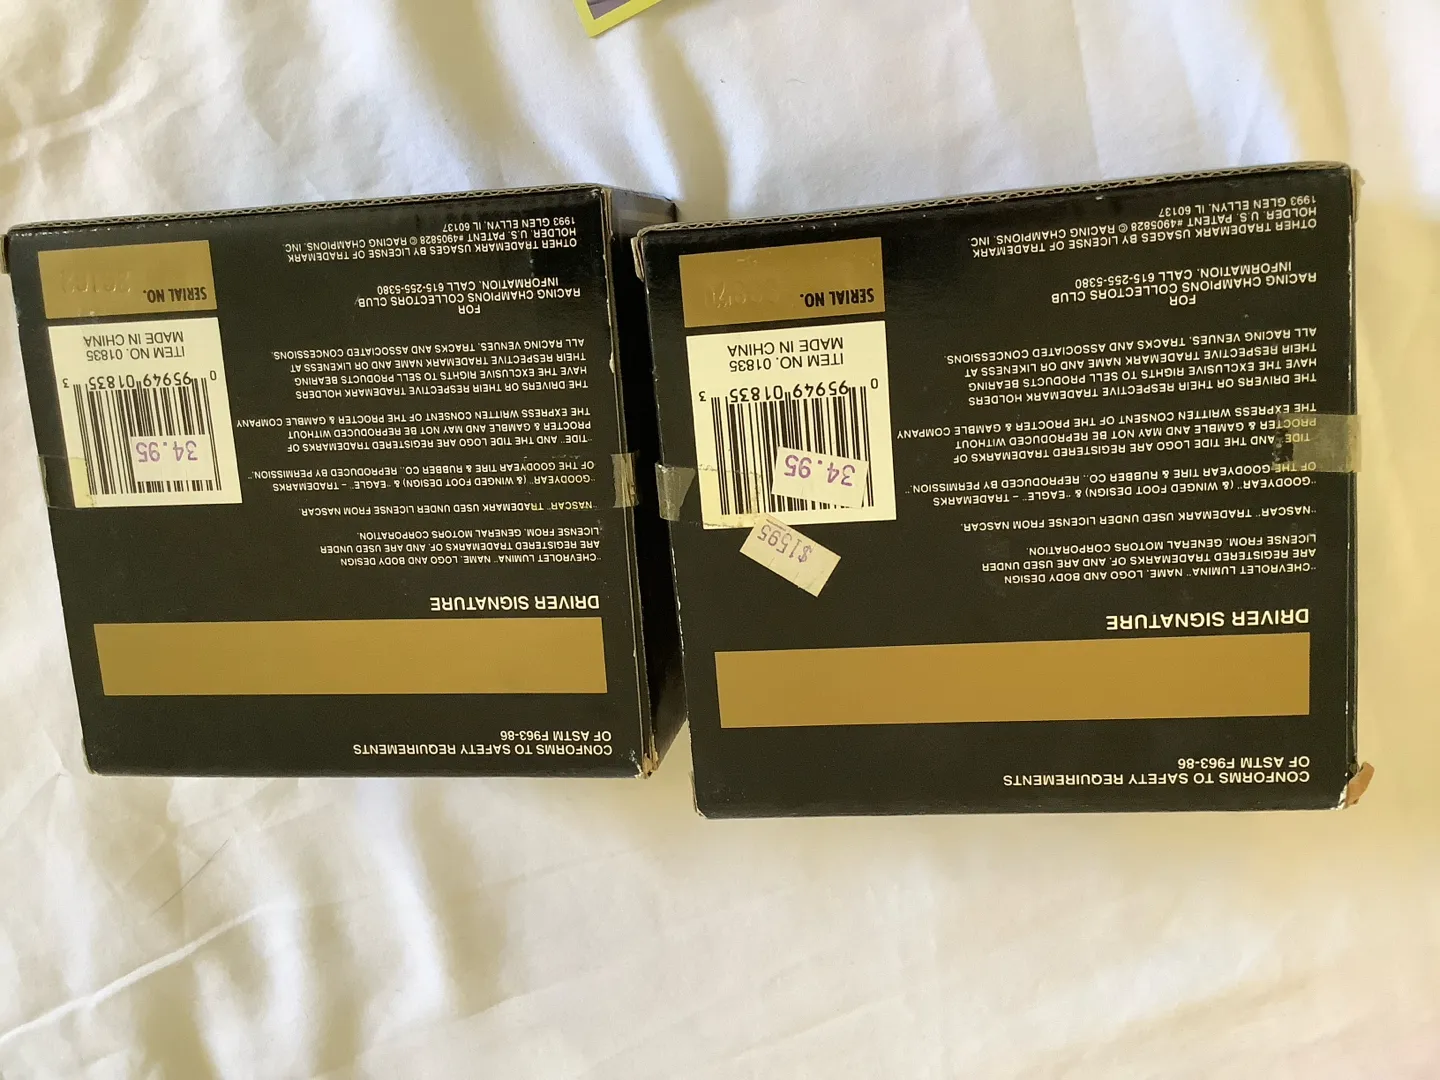 CONFORMS TO SAFETY REQUIREMENTS
OF ASTM F963-86
DRIVER SIGNATURE
"CHEVROLET LUMINA" NAME, LOGO AND BODY DESIGN
ARE REGISTERED TRADEMARKS OF, AND ARE USED UNDER
LICENSE FROM, GENERAL MOTORS CORPORATION.
"NASCAR" TRADEMARK USED UNDER LICENSE FROM NASCAR.
"GOODYEAR" (& WINGED FOOT DESIGN) & "EAGLE" – TRADEMARKS
OF THE GOODYEAR TIRE & RUBBER CO., REPRODUCED BY PERMISSION.".
"TIDE" AND THE TIDE LOGO ARE REGISTERED TRADEMARKS OF
PROCTER & GAMBLE AND MAY NOT BE REPRODUCED WITHOUT
THE EXPRESS WRITTEN CONSENT OF THE PROCTER & GAMBLE COMPANY
THE DRIVERS OR THEIR RESPECTIVE TRADEMARK HOLDERS
HAVE THE EXCLUSIVE RIGHTS TO SELL PRODUCTS BEARING
THEIR RESPECTIVE TRADEMARK NAME AND OR LIKENESS AT
ALL RACING VENUES, TRACKS AND ASSOCIATED CONCESSIONS.
FOR
RACING CHAMPIONS COLLECTORS CLUB
INFORMATION, CALL 615-255-5380
OTHER TRADEMARK USAGES BY LICENSE OF TRADEMARK
HOLDER. U.S. PATENT #4905828 © RACING CHAMPIONS, INC.
1993 GLEN ELLYN, IL 60137
$1595
34.95
0 95949 01835 3
ITEM NO. 01835
MADE IN CHINA
SERIAL NO.
CONFORMS TO SAFETY REQUIREMENTS
OF ASTM F963-86
DRIVER SIGNATURE
"CHEVROLET LUMINA" NAME, LOGO AND BODY DESIGN
ARE REGISTERED TRADEMARKS OF, AND ARE USED UNDER
LICENSE FROM, GENERAL MOTORS CORPORATION.
"NASCAR" TRADEMARK USED UNDER LICENSE FROM NASCAR.
"GOODYEAR" (& WINGED FOOT DESIGN) & "EAGLE" – TRADEMARKS
OF THE GOODYEAR TIRE & RUBBER CO., REPRODUCED BY PERMISSION.".
"TIDE" AND THE TIDE LOGO ARE REGISTERED TRADEMARKS OF
PROCTER & GAMBLE AND MAY NOT BE REPRODUCED WITHOUT
THE EXPRESS WRITTEN CONSENT OF THE PROCTER & GAMBLE COMPANY
THE DRIVERS OR THEIR RESPECTIVE TRADEMARK HOLDERS
HAVE THE EXCLUSIVE RIGHTS TO SELL PRODUCTS BEARING
THEIR RESPECTIVE TRADEMARK NAME AND OR LIKENESS AT
ALL RACING VENUES, TRACKS AND ASSOCIATED CONCESSIONS.
FOR
RACING CHAMPIONS COLLECTORS CLUB
INFORMATION, CALL 615-255-5380
OTHER TRADEMARK USAGES BY LICENSE OF TRADEMARK
HOLDER. U.S. PATENT #4905828 © RACING CHAMPIONS, INC.
1993 GLEN ELLYN, IL 60137
34.95
0 95949 01835 3
ITEM NO. 01835
MADE IN CHINA
SERIAL NO.